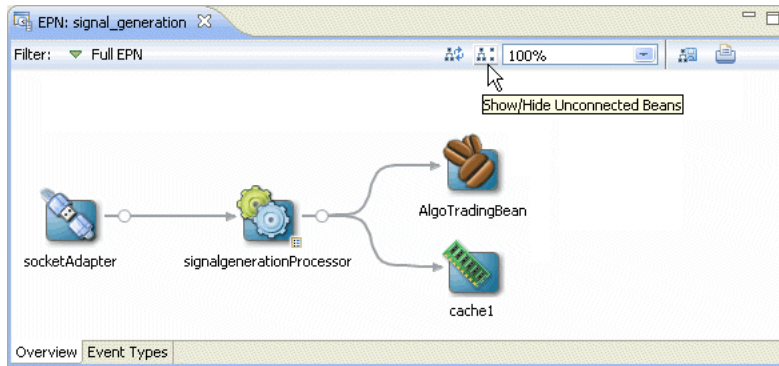 EPN: signal_generation
Filter: Full EPN 100%
Show/Hide Unconnected Beans
AlgoTradingBean
socketAdapter signalgenerationProcessor
cache1
Overview Event Types